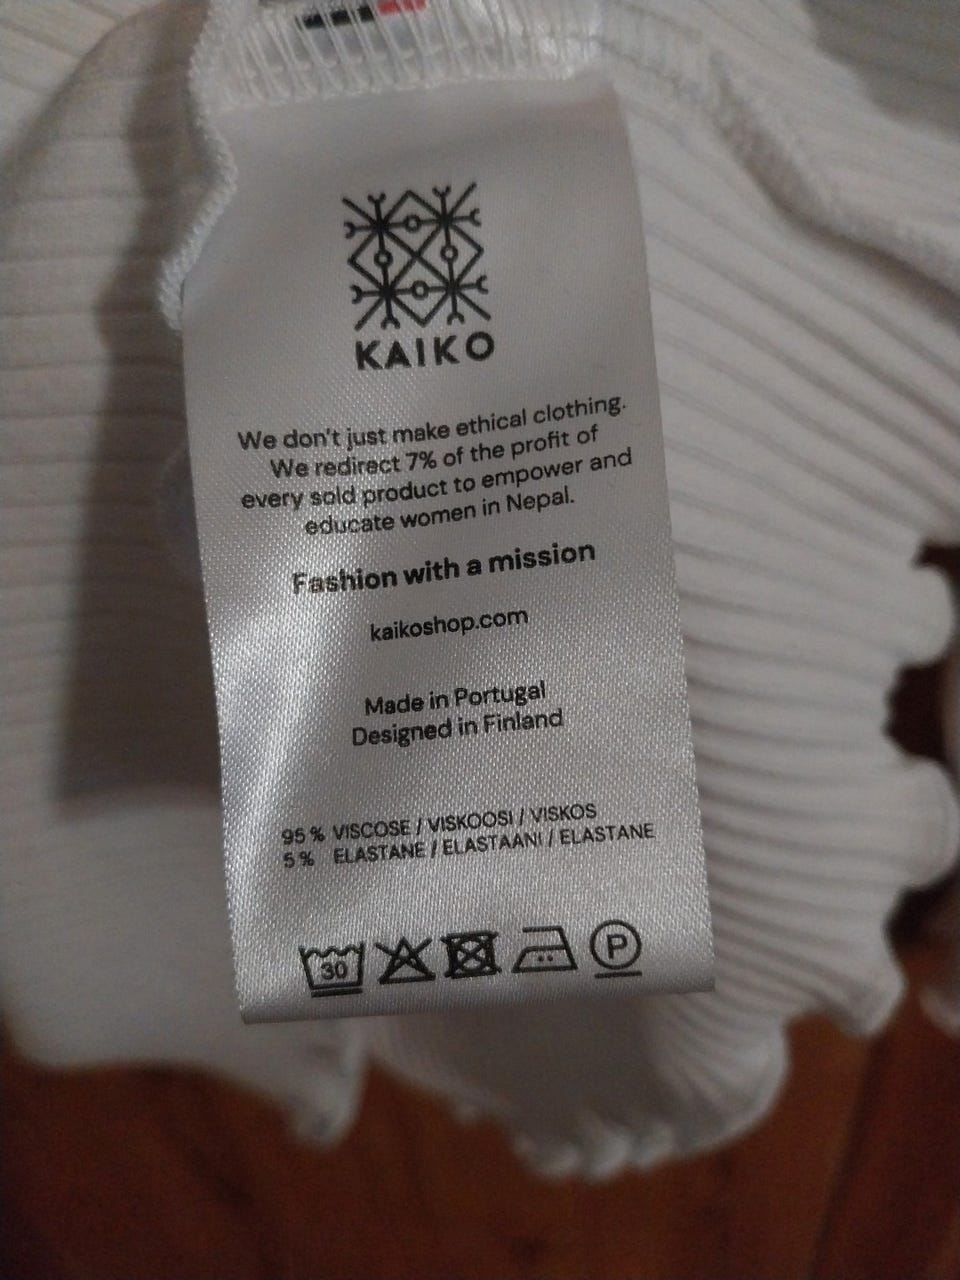 KAIKO
We don't just make ethical clothing.
We redirect 7% of the profit of
every sold product to empower and
educate women in Nepal.
Fashion with a mission
kaikoshop.com
Made in Portugal
Designed in Finland
95 % VISCOSE / VISKOOSI / VISKOS
5 % ELASTANE / ELASTAANI / ELASTANE
30 P